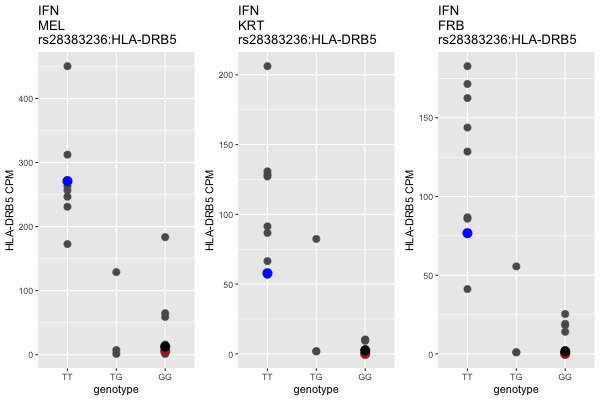 IFN
MEL
rs28383236:HLA-DRB5
HLA-DRB5 CPM
400
300
200
100
0
TT TG GG
genotype
IFN
KRT
rs28383236:HLA-DRB5
HLA-DRB5 CPM
200
150
100
50
0
TT TG GG
genotype
IFN
FRB
rs28383236:HLA-DRB5
HLA-DRB5 CPM
150
100
50
0
TT TG GG
genotype